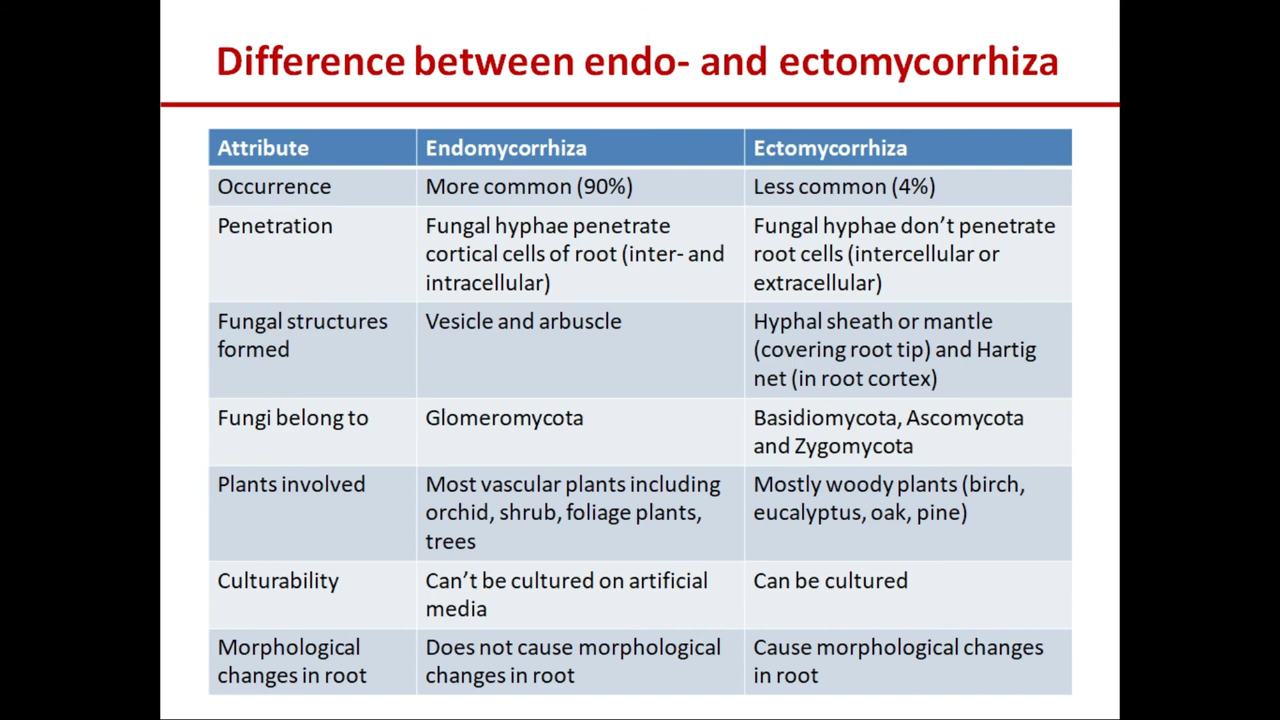 Difference between endo- and ectomycorrhiza
Attribute
Endomycorrhiza
Ectomycorrhiza
Occurrence
More common (90%)
Less common (4%)
Penetration
Fungal hyphae penetrate
cortical cells of root (inter- and
intracellular)
Fungal hyphae don’t penetrate
root cells (intercellular or
extracellular)
Fungal structures
formed
Vesicle and arbuscle
Hyphal sheath or mantle
(covering root tip) and Hartig
net (in root cortex)
Fungi belong to
Glomeromycota
Basidiomycota, Ascomycota
and Zygomycota
Plants involved
Most vascular plants including
orchid, shrub, foliage plants,
trees
Mostly woody plants (birch,
eucalyptus, oak, pine)
Culturability
Can’t be cultured on artificial
media
Can be cultured
Morphological
changes in root
Does not cause morphological
changes in root
Cause morphological changes
in root